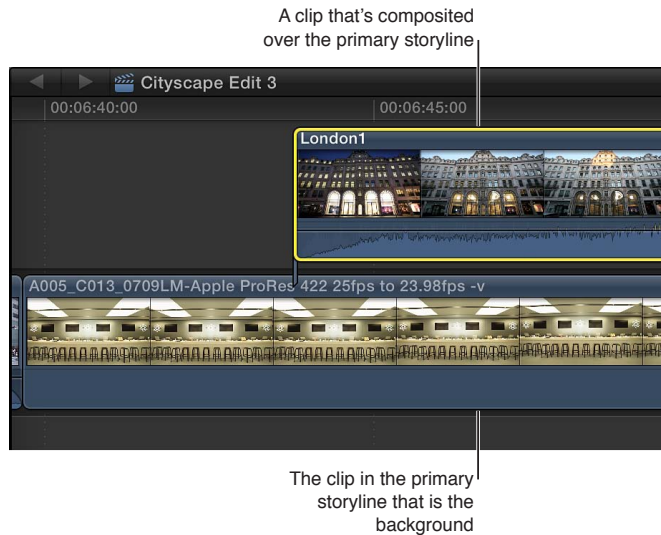 A clip that’s composited
over the primary storyline
Cityscape Edit 3
00:06:40:00
00:06:45:00
London1
A005_C013_0709LM-Apple ProRes 422 25fps to 23.98fps -v
The clip in the primary
storyline that is the
background